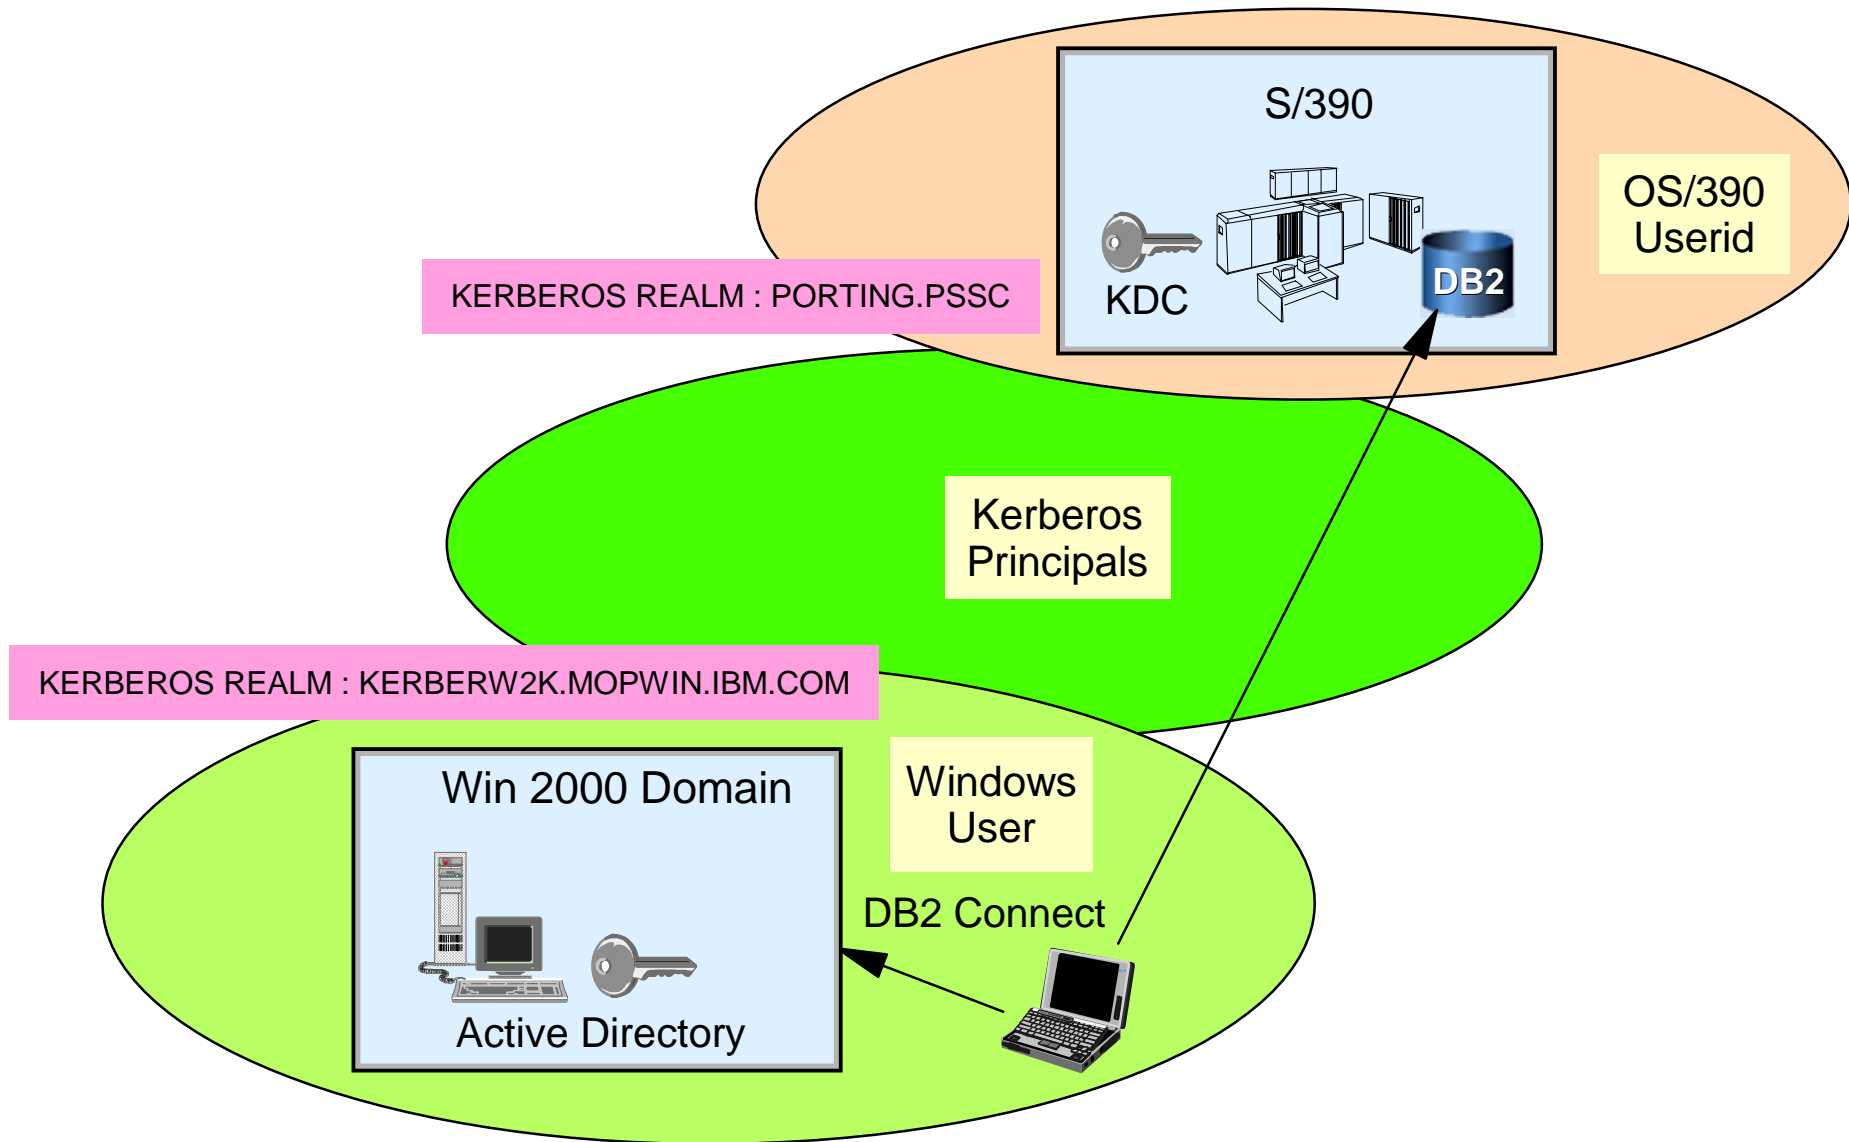 S/390
OS/390
Userid
DB2
KDC
KERBEROS REALM : PORTING.PSSC
Kerberos
Principals
KERBEROS REALM : KERBERW2K.MOPWIN.IBM.COM
Win 2000 Domain
Windows
User
DB2 Connect
Active Directory